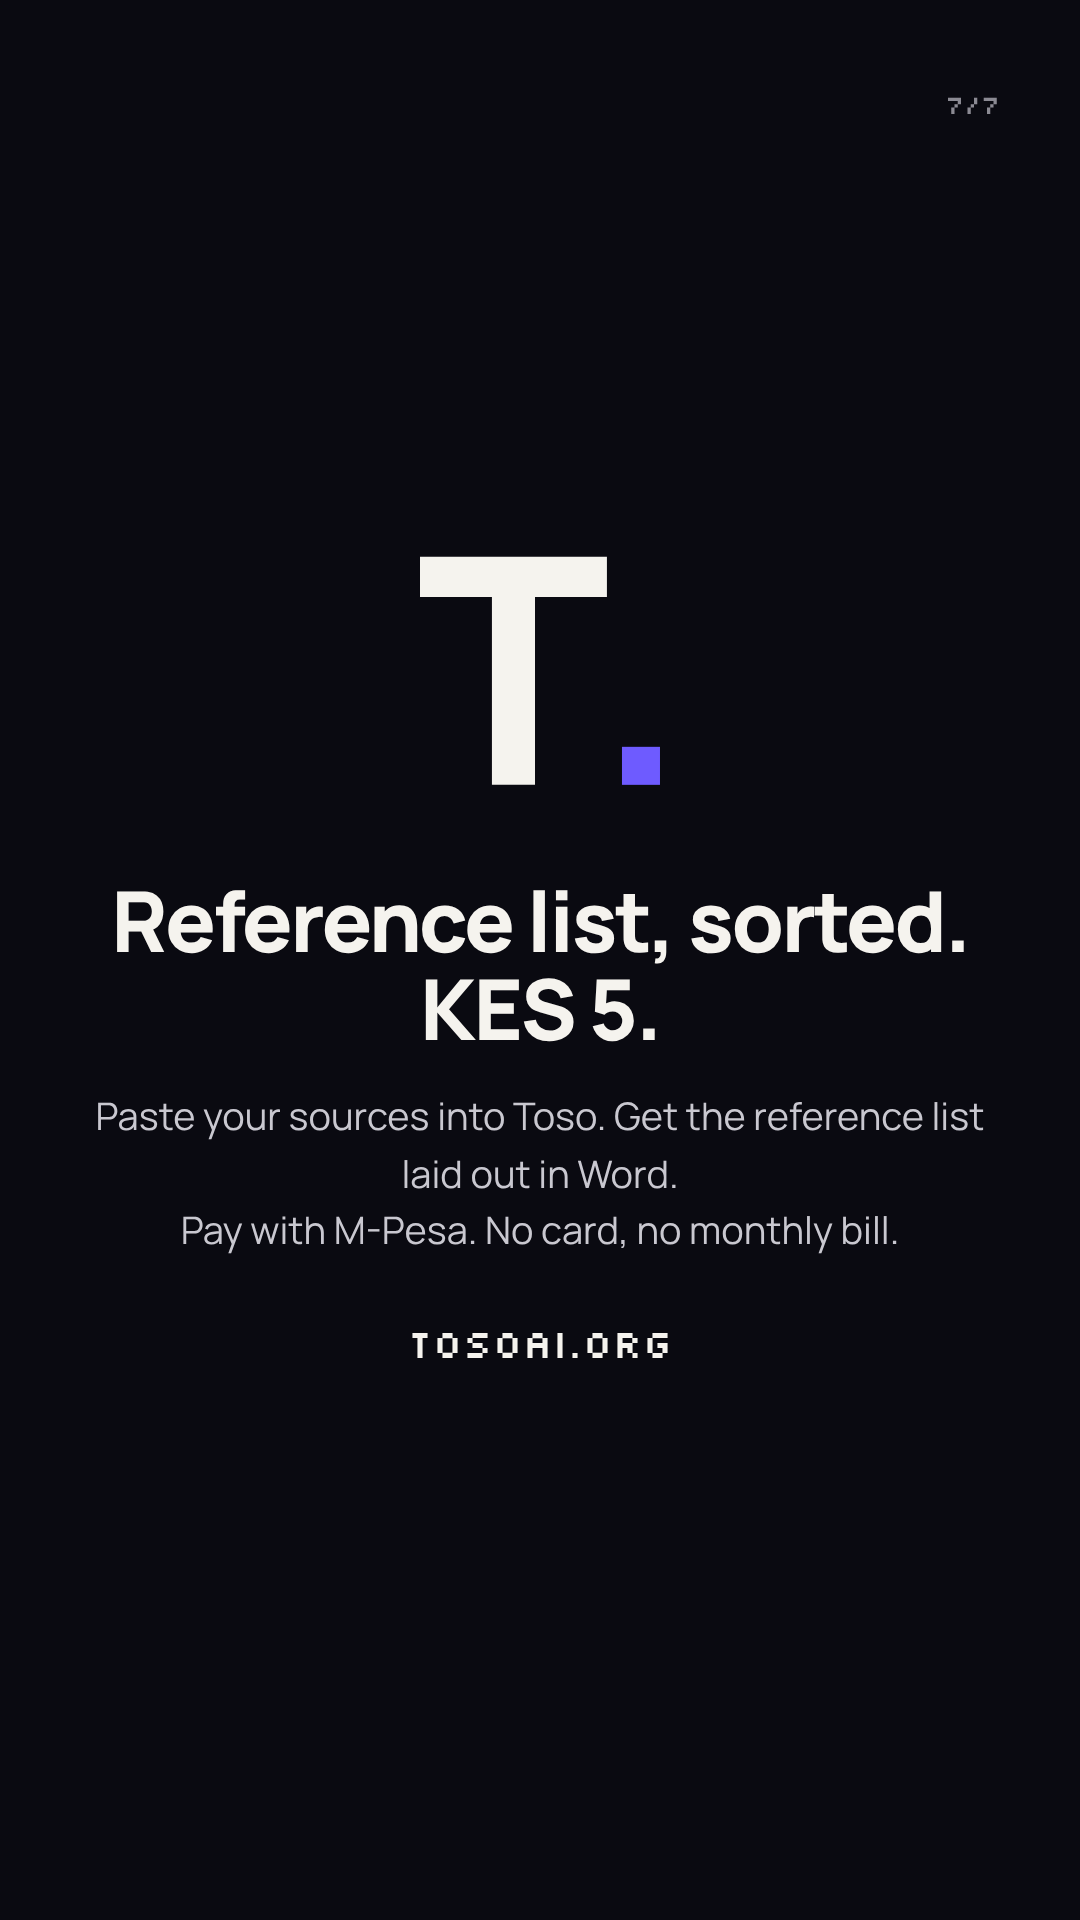 7/7
T.
Reference list, sorted.
KES 5.
Paste your sources into Toso. Get the reference list
laid out in Word.
Pay with M-Pesa. No card, no monthly bill.
TOSOAI.ORG